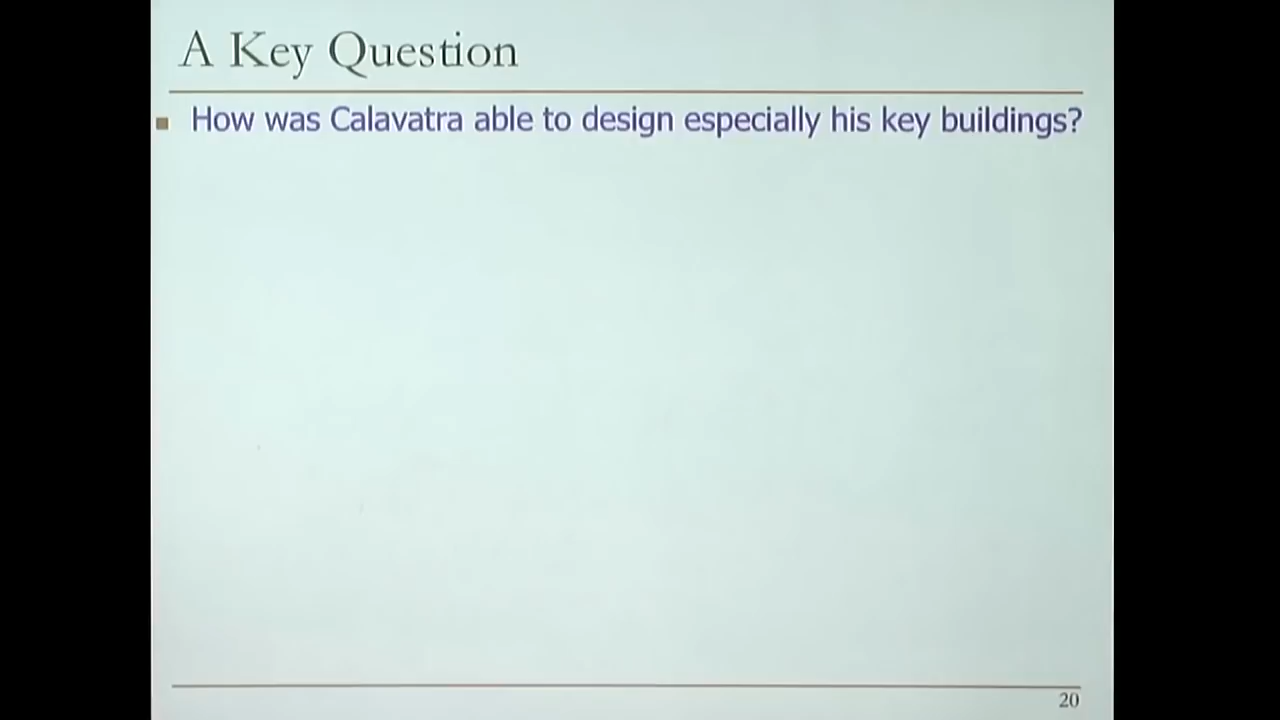 A Key Question
How was Calavatra able to design especially his key buildings?
20